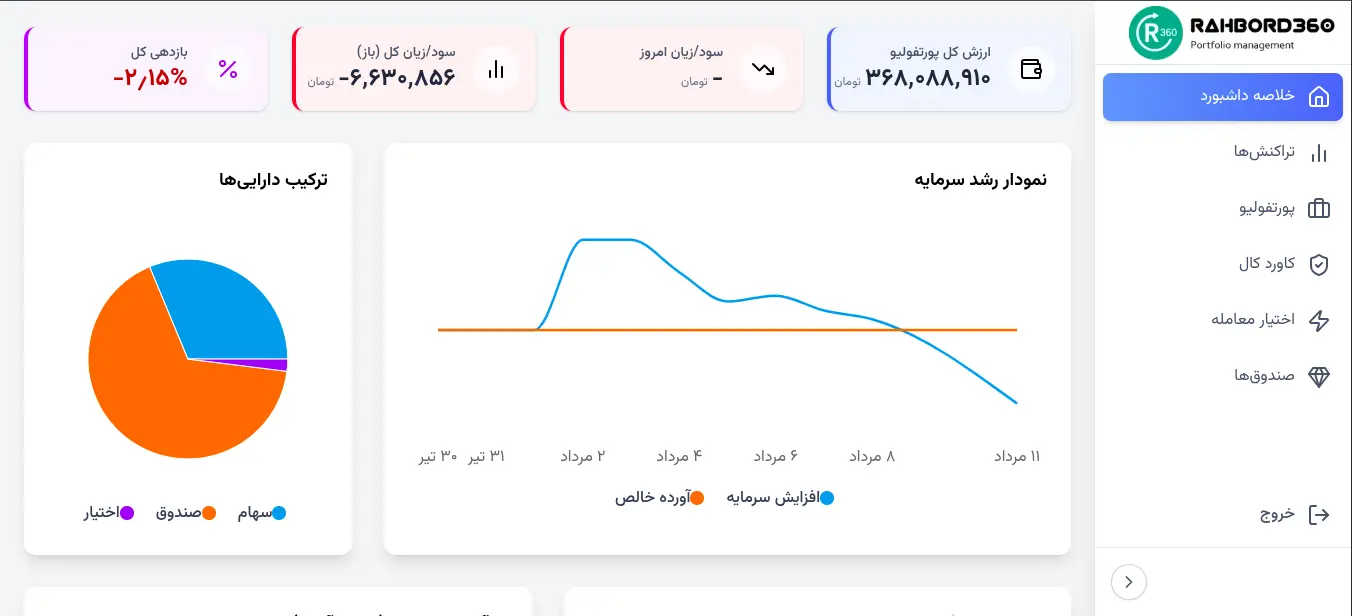 RAHBORD360
Portfolio management
R360
خلاصه داشبورد
تراکنش‌ها
پورتفولیو
کاورد کال
اختیار معامله
صندوق‌ها
خروج
ارزش کل پورتفولیو
۳۶۸,۰۸۸,۹۱۰ تومان
سود/زیان امروز
- تومان
سود/زیان کل (باز)
-۶,۶۳۰,۸۵۶ تومان
بازدهی کل
-۲٫۱۵%
نمودار رشد سرمایه
۳۰ تیر ۳۱ تیر ۲ مرداد ۴ مرداد ۶ مرداد ۸ مرداد ۱۱ مرداد
افزایش سرمایه آورده خالص
ترکیب دارایی‌ها
سهام صندوق اختیار